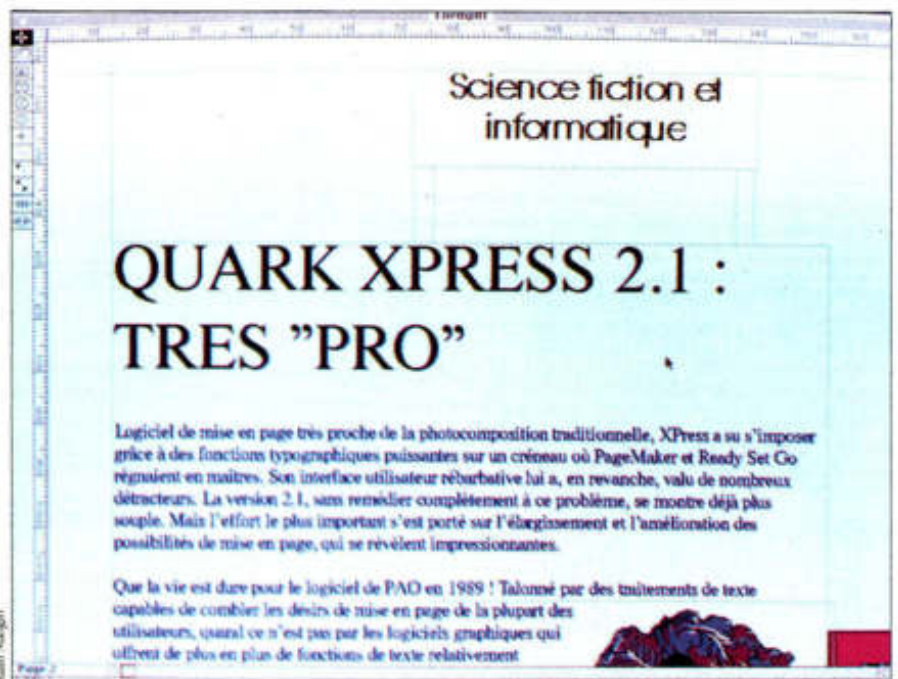 Science fiction et
informatique
QUARK XPRESS 2.1 :
TRES ”PRO”
Logiciel de mise en page très proche de la photocomposition traditionnelle, XPress a su s’imposer
grâce à des fonctions typographiques puissantes sur un créneau où PageMaker et Ready Set Go
régnaient en maîtres. Son interface utilisateur rébarbative lui a, en revanche, valu de nombreux
détracteurs. La version 2.1, sans remédier complètement à ce problème, se montre déjà plus
souple. Mais l’effort le plus important s’est porté sur l’élargissement et l’amélioration des
possibilités de mise en page, qui se révèlent impressionnantes.
Que la vie est dure pour le logiciel de PAO en 1989 ! Talonné par des traitements de texte
capables de combler les désirs de mise en page de la plupart des
utilisateurs, quand ce n’est pas par les logiciels graphiques qui
offrent de plus en plus de fonctions de texte relativement
Page 2